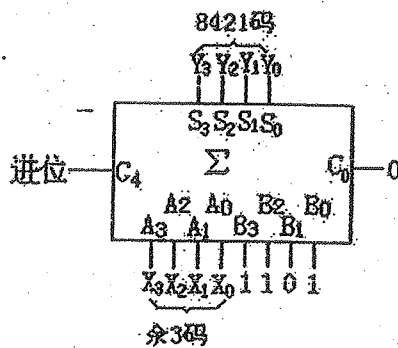 8421码
Y3 Y2 Y1 Y0
S3 S2 S1 S0
进位 C4 Σ C0 0
A2 A0 B2 B0
A3 A1 B3 B1
X3 X2 X1 X0 1 1 0 1
余3码